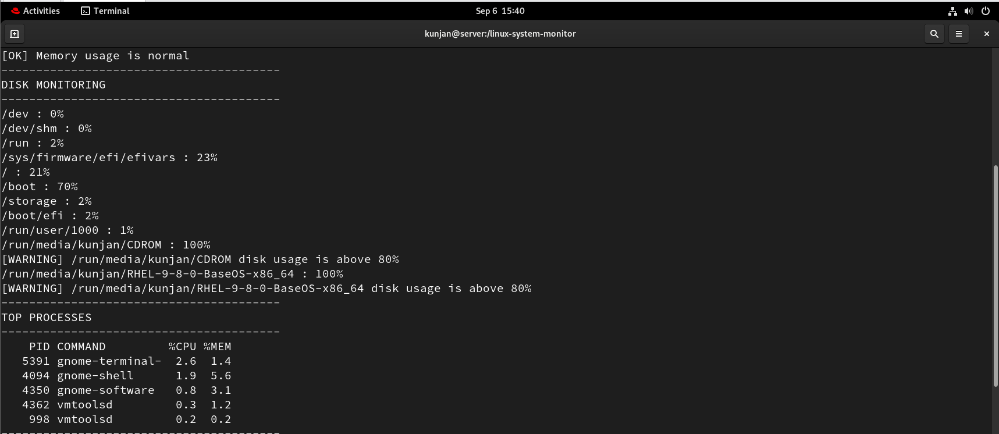 Activities Terminal Sep 6 15:40
kunjan@server:/linux-system-monitor
[OK] Memory usage is normal
----------------------------------------
DISK MONITORING
----------------------------------------
/dev : 0%
/dev/shm : 0%
/run : 2%
/sys/firmware/efi/efivars : 23%
/ : 21%
/boot : 70%
/storage : 2%
/boot/efi : 2%
/run/user/1000 : 1%
/run/media/kunjan/CDROM : 100%
[WARNING] /run/media/kunjan/CDROM disk usage is above 80%
/run/media/kunjan/RHEL-9-8-0-BaseOS-x86_64 : 100%
[WARNING] /run/media/kunjan/RHEL-9-8-0-BaseOS-x86_64 disk usage is above 80%
----------------------------------------
TOP PROCESSES
----------------------------------------
    PID COMMAND         %CPU %MEM
   5391 gnome-terminal-  2.6  1.4
   4094 gnome-shell      1.9  5.6
   4350 gnome-software   0.8  3.1
   4362 vmtoolsd         0.3  1.2
    998 vmtoolsd         0.2  0.2
----------------------------------------